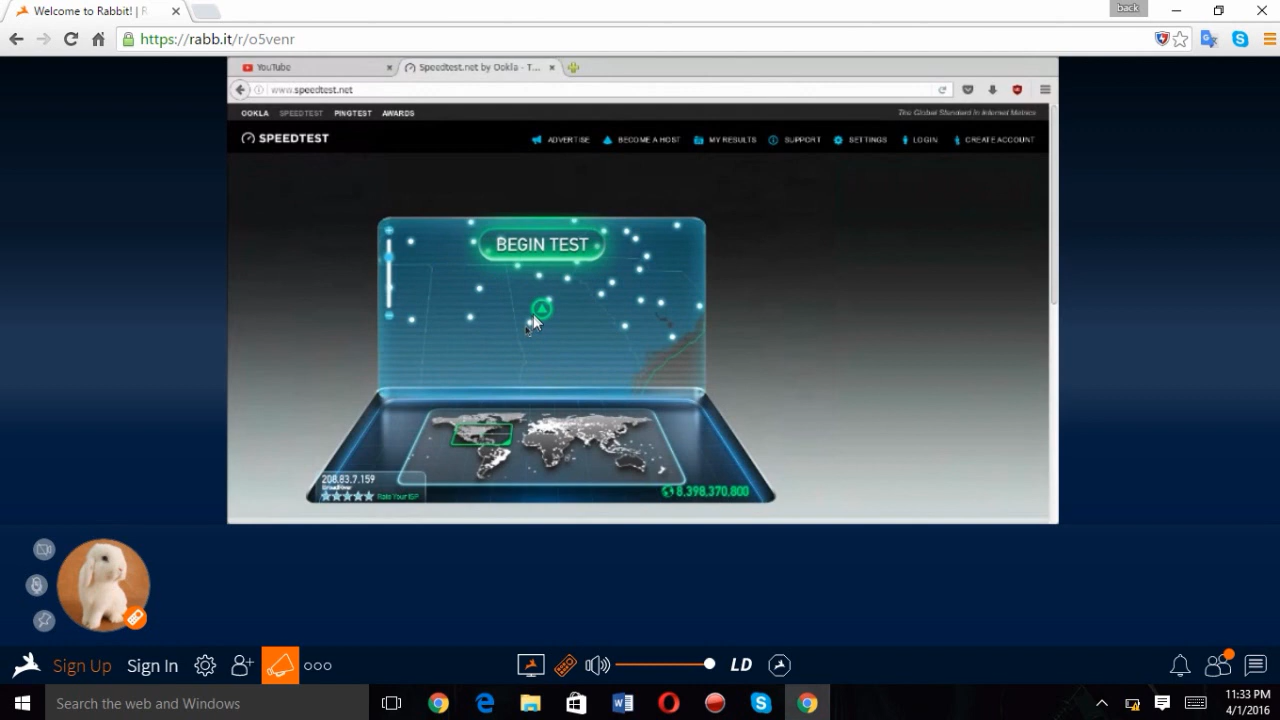 Welcome to Rabbit! | R
back
https://rabb.it/r/o5venr
YouTube
Speedtest.net by Ookla - T...
www.speedtest.net
OOKLA SPEEDTEST PINGTEST AWARDS
The Global Standard in Internet Metrics
SPEEDTEST
ADVERTISE BECOME A HOST MY RESULTS SUPPORT SETTINGS LOGIN CREATE ACCOUNT
BEGIN TEST
208.83.7.159
Rate Your ISP
8,398,370,800
Sign Up Sign In
LD
Search the web and Windows
11:33 PM
4/1/2016